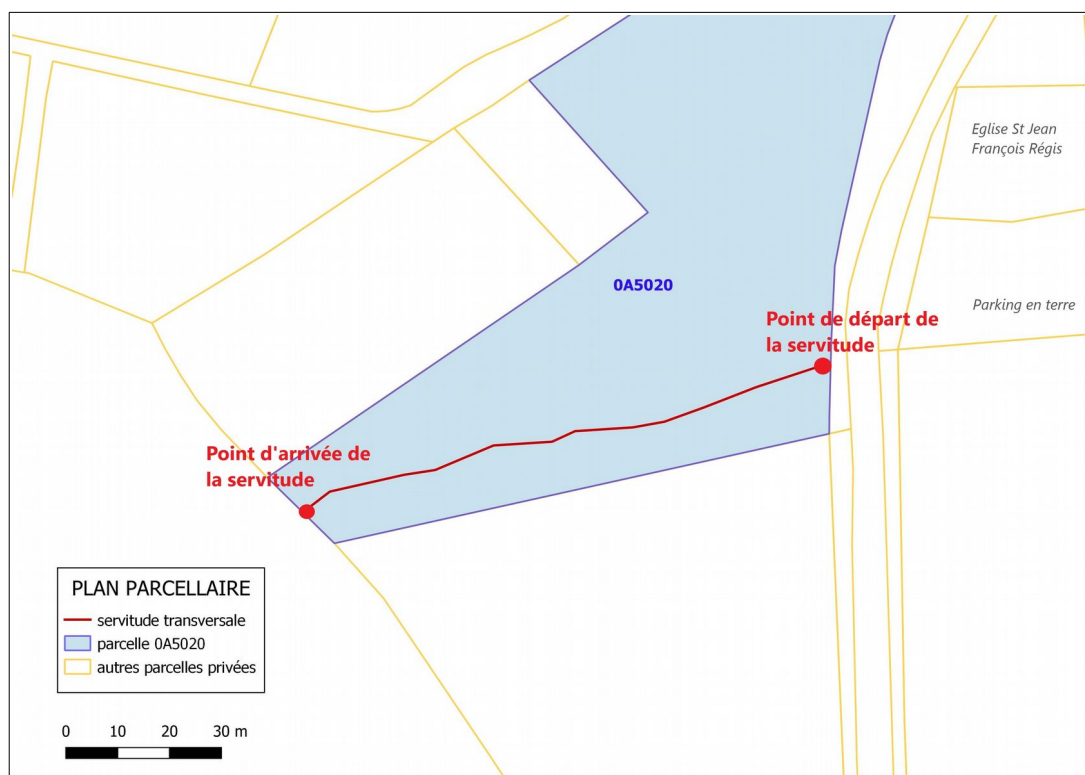 Eglise St Jean
François Régis
0A5020
Parking en terre
Point de départ de
la servitude
Point d'arrivée de
la servitude
PLAN PARCELLAIRE
servitude transversale
parcelle 0A5020
autres parcelles privées
0 10 20 30 m